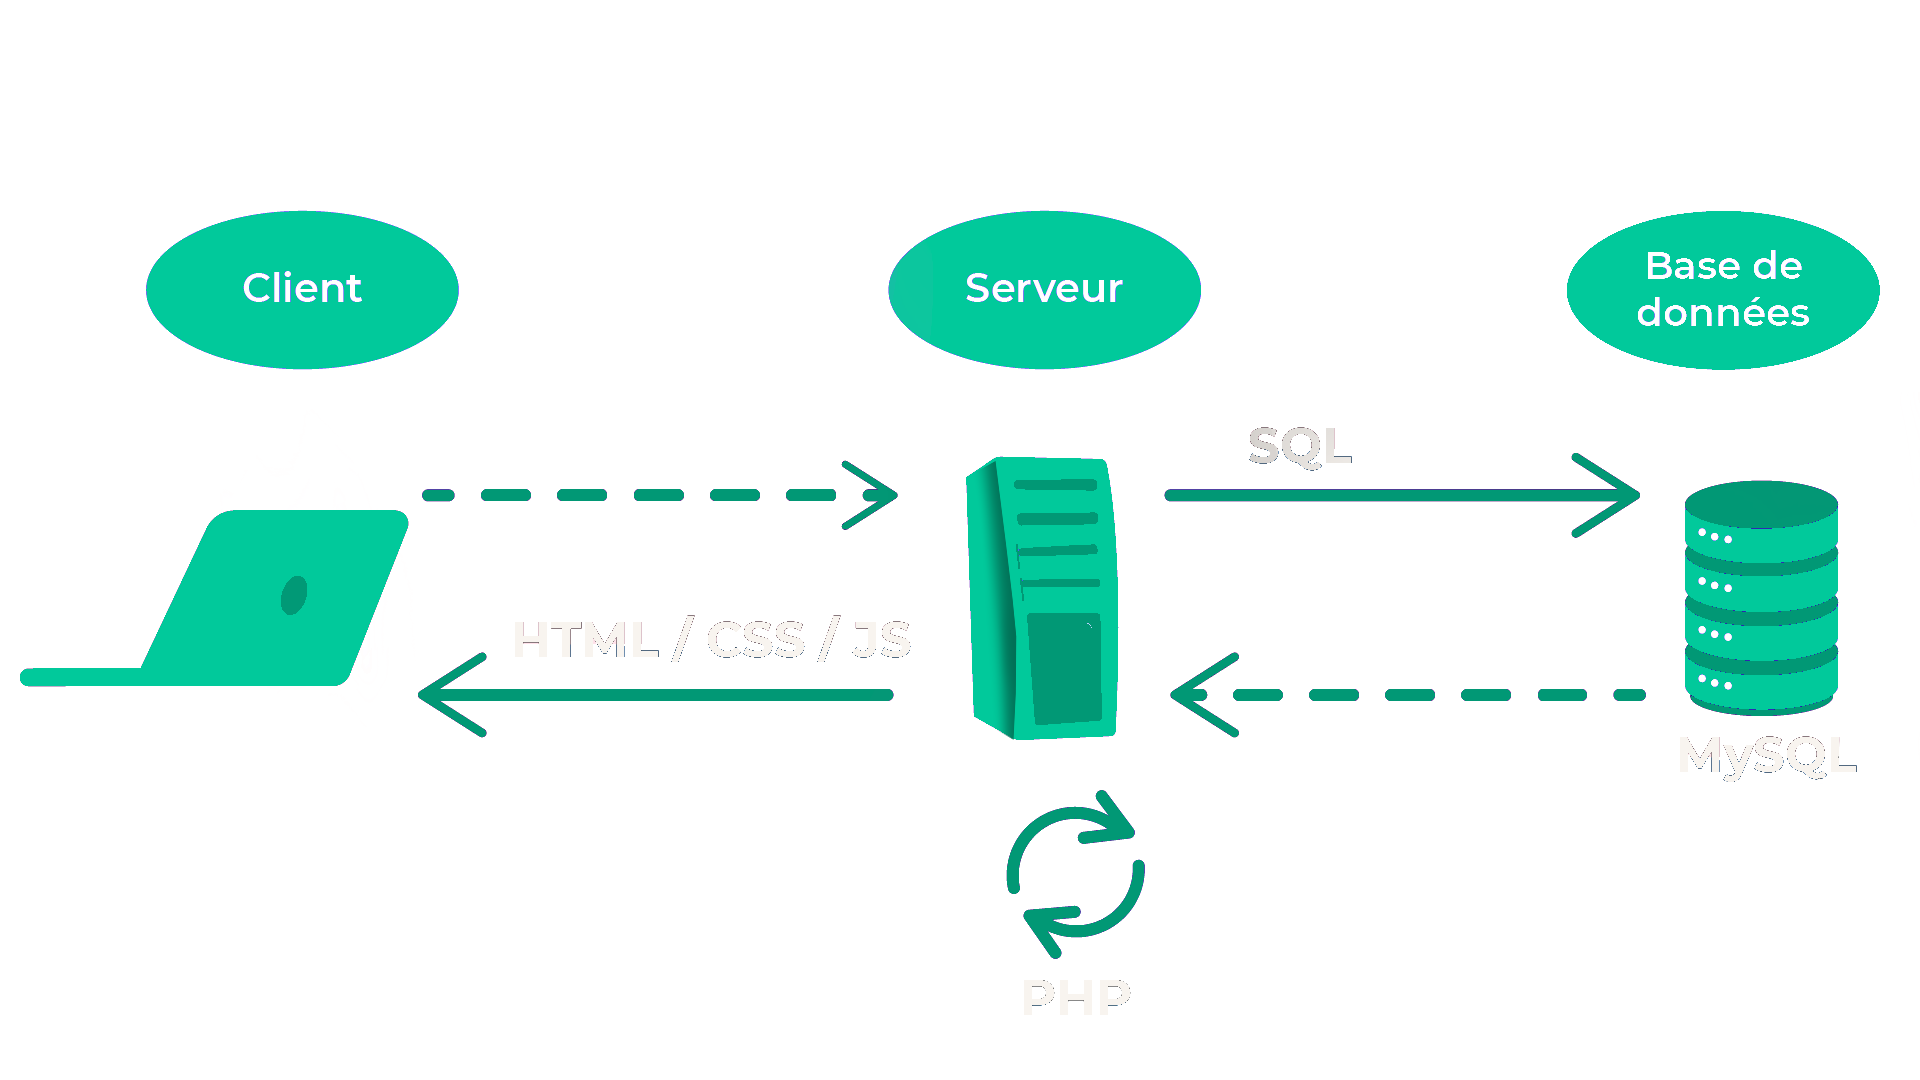 Client
Serveur
Base de
données
SQL
HTML / CSS / JS
MySQL
PHP